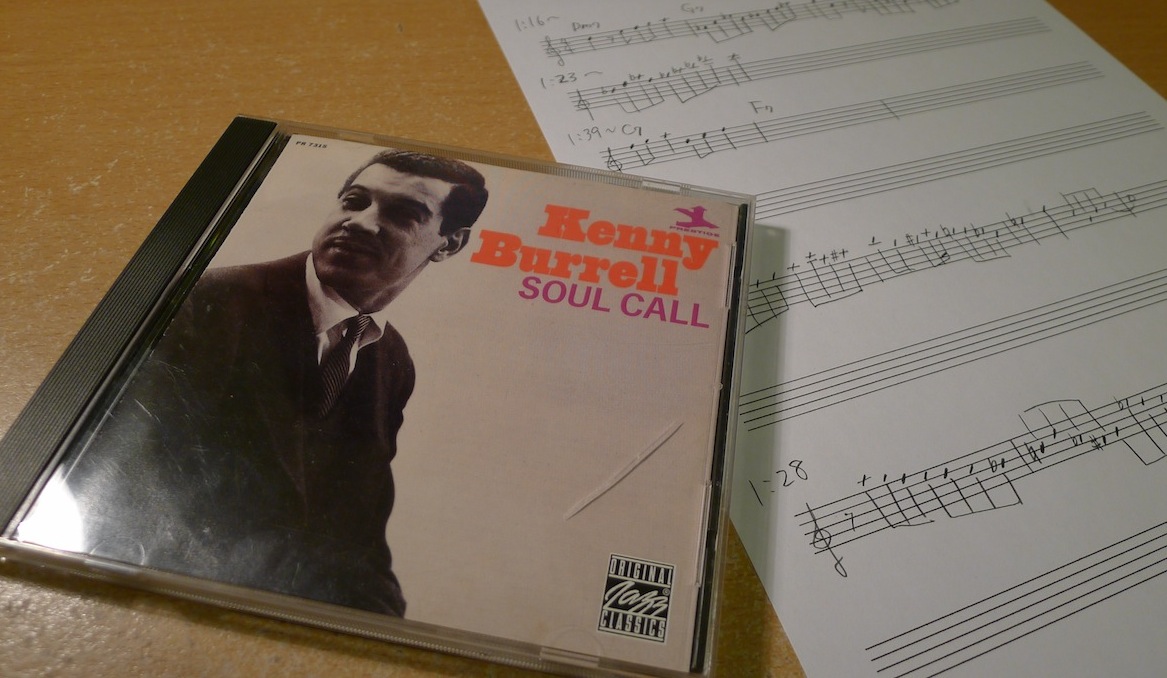 PR 7315
PRESTIGE
Kenny
Burrell
SOUL CALL
ORIGINAL
Jazz
CLASSICS
1:16~ Dm7 G7
1:23~
1:39~ C7 F7
1:28